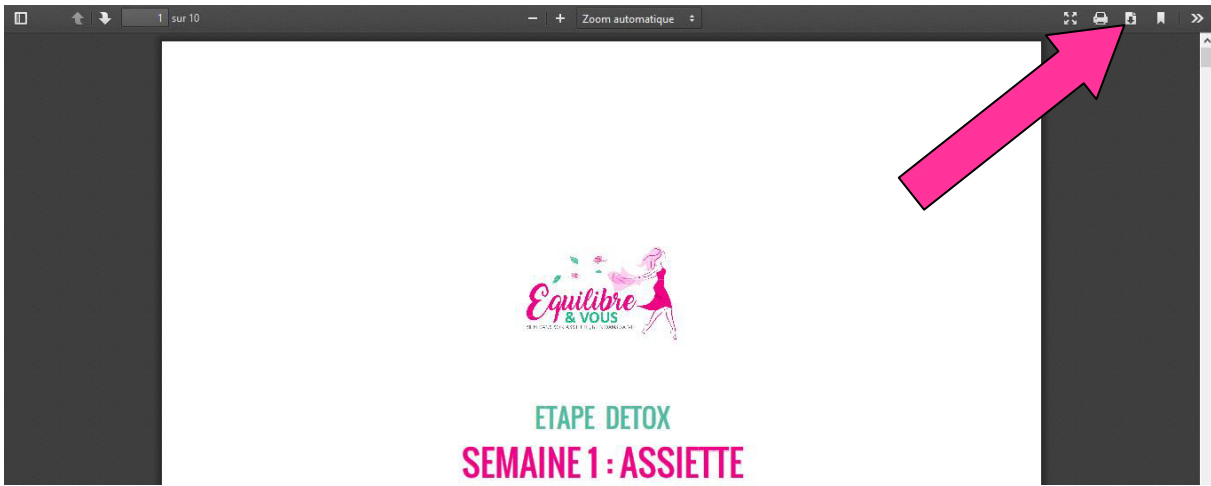 1 sur 10
Zoom automatique
Equilibre
& VOUS
ETAPE DETOX
SEMAINE 1 : ASSIETTE